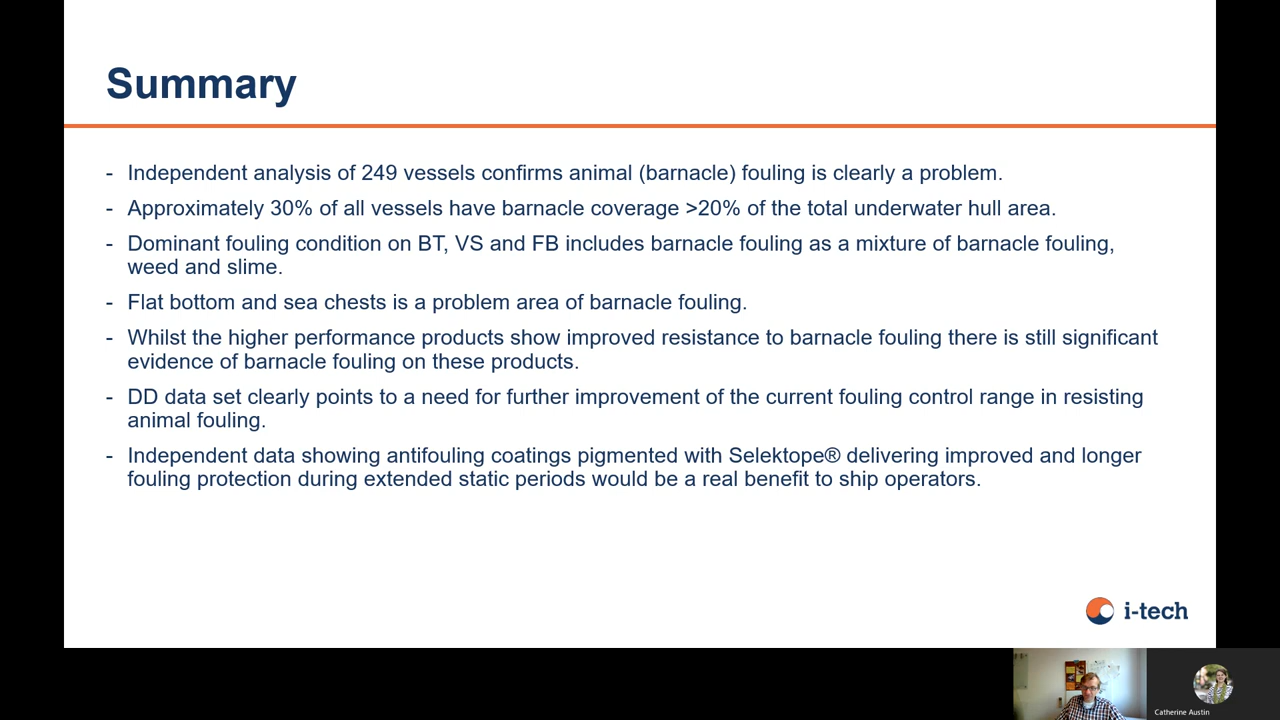 Summary
- Independent analysis of 249 vessels confirms animal (barnacle) fouling is clearly a problem.
- Approximately 30% of all vessels have barnacle coverage >20% of the total underwater hull area.
- Dominant fouling condition on BT, VS and FB includes barnacle fouling as a mixture of barnacle fouling,
weed and slime.
- Flat bottom and sea chests is a problem area of barnacle fouling.
- Whilst the higher performance products show improved resistance to barnacle fouling there is still significant
evidence of barnacle fouling on these products.
- DD data set clearly points to a need for further improvement of the current fouling control range in resisting
animal fouling.
- Independent data showing antifouling coatings pigmented with Selektope® delivering improved and longer
fouling protection during extended static periods would be a real benefit to ship operators.
i-tech
Catherine Austin